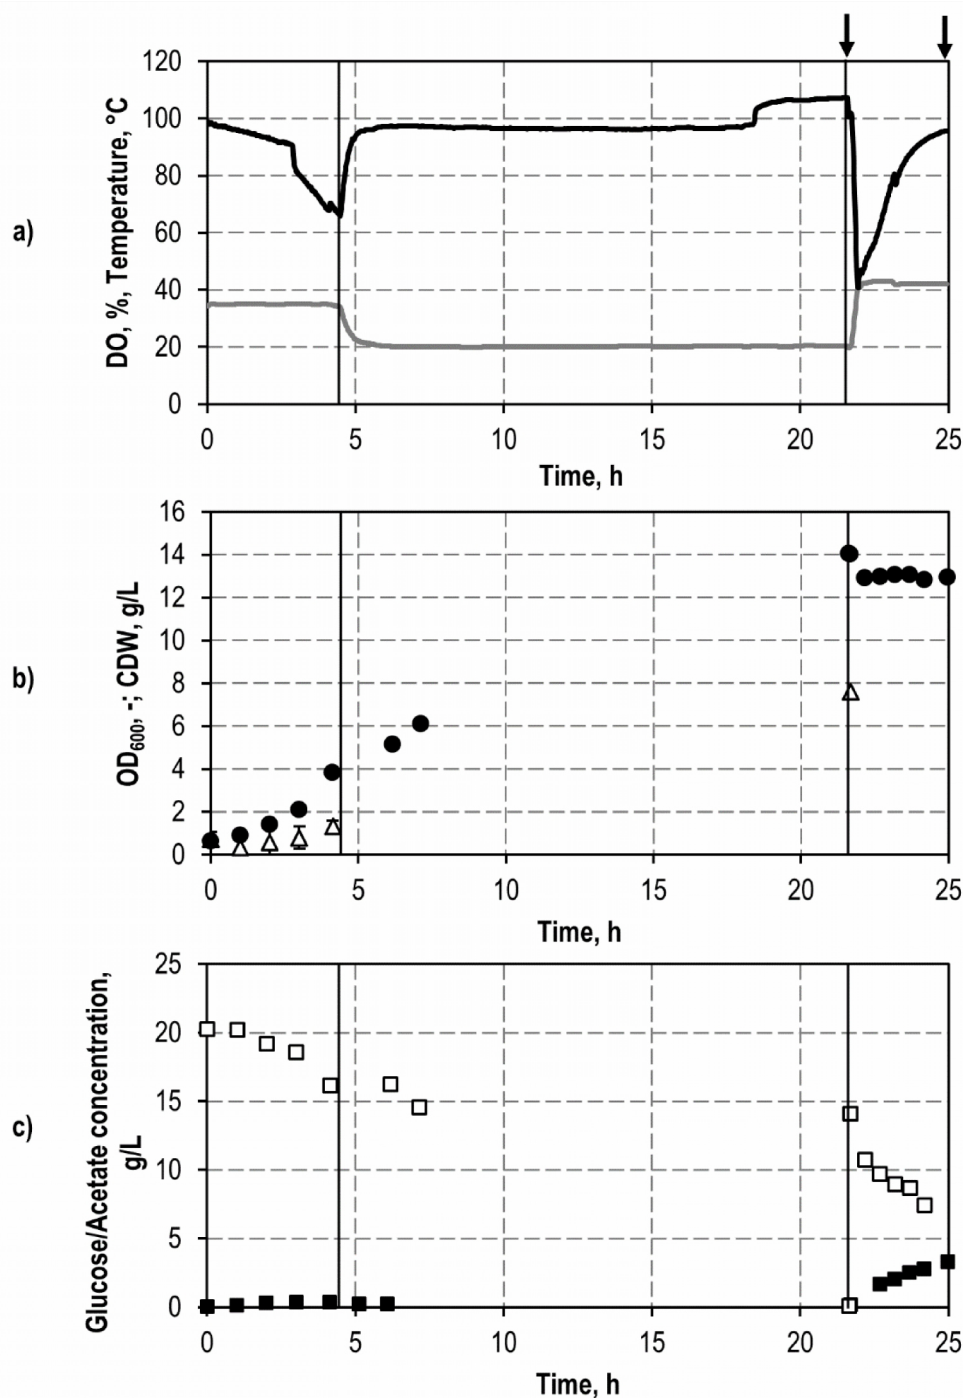 a)
DO, %, Temperature, °C
120
100
80
60
40
20
0
0 5 10 15 20 25
Time, h
b)
OD600, -; CDW, g/L
16
14
12
10
8
6
4
2
0
0 5 10 15 20 25
Time, h
c)
Glucose/Acetate concentration,
g/L
25
20
15
10
5
0
0 5 10 15 20 25
Time, h